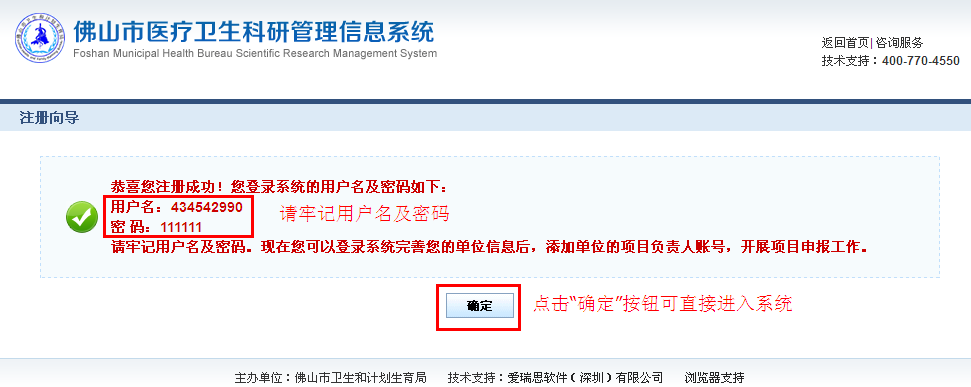 佛山市医疗卫生科研管理信息系统
Foshan Municipal Health Bureau Scientific Research Management System
返回首页| 咨询服务
技术支持：400-770-4550
注册向导
恭喜您注册成功！您登录系统的用户名及密码如下：
用户名：434542990
请牢记用户名及密码
密 码：111111
请牢记用户名及密码。现在您可以登录系统完善您的单位信息后，添加单位的项目负责人账号，开展项目申报工作。
确定
点击“确定”按钮可直接进入系统
主办单位：佛山市卫生和计划生育局 技术支持：爱瑞思软件（深圳）有限公司 浏览器支持